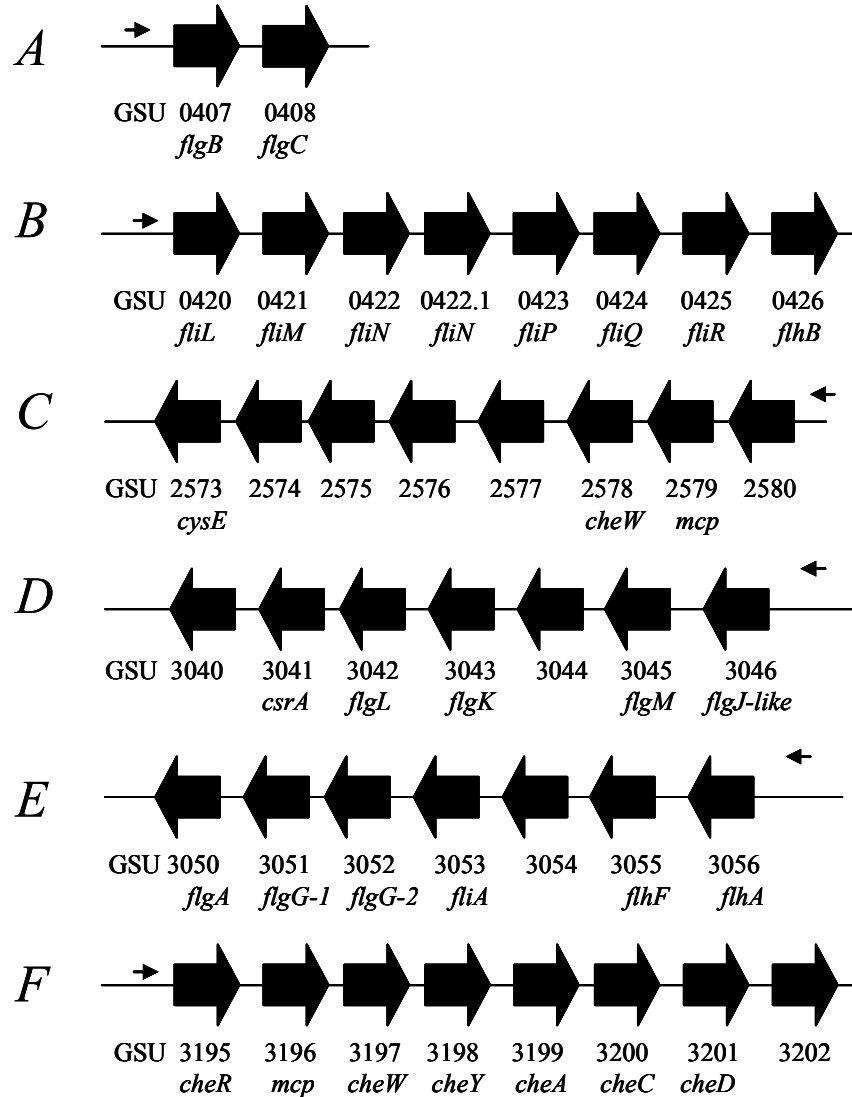 A
GSU 0407 0408
flgB flgC
B
GSU 0420 0421 0422 0422.1 0423 0424 0425 0426
fliL fliM fliN fliN fliP fliQ fliR flhB
C
GSU 2573 2574 2575 2576 2577 2578 2579 2580
cysE cheW mcp
D
GSU 3040 3041 3042 3043 3044 3045 3046
csrA flgL flgK flgM flgJ-like
E
GSU 3050 3051 3052 3053 3054 3055 3056
flgA flgG-1 flgG-2 fliA flhF flhA
F
GSU 3195 3196 3197 3198 3199 3200 3201 3202
cheR mcp cheW cheY cheA cheC cheD